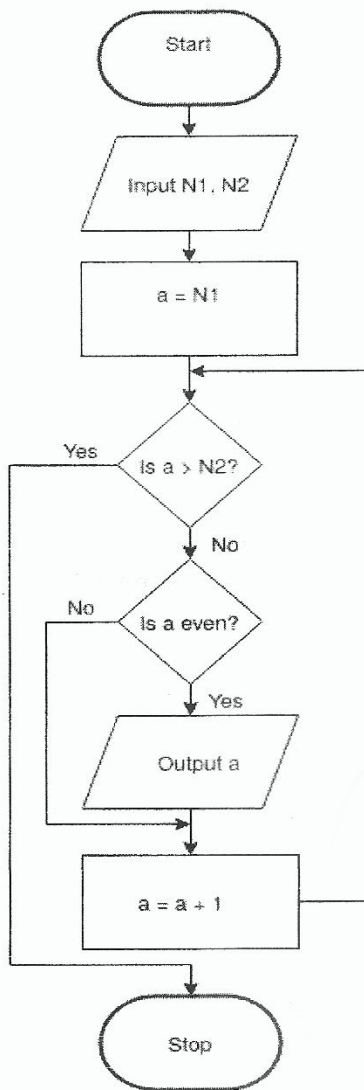 Start
Input N1, N2
a = N1
Yes
Is a > N2?
No
No
Is a even?
Yes
Output a
a = a + 1
Stop